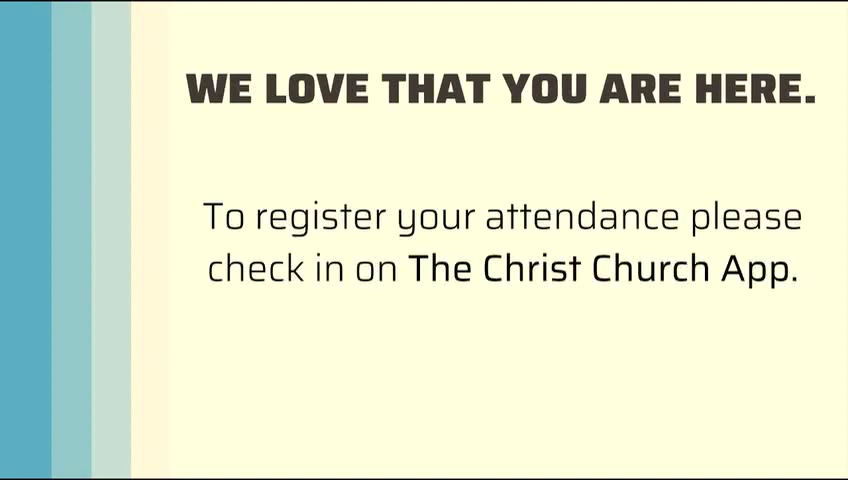 WE LOVE THAT YOU ARE HERE.
To register your attendance please
check in on The Christ Church App.